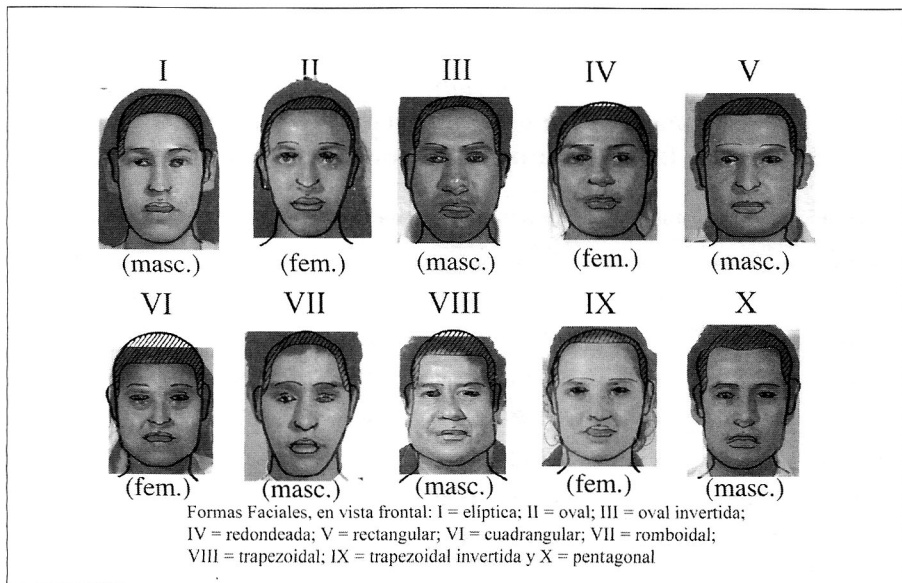 I II III IV V
(masc.) (fem.) (masc.) (fem.) (masc.)
VI VII VIII IX X
(fem.) (masc.) (masc.) (fem.) (masc.)
Formas Faciales, en vista frontal: I = elíptica; II = oval; III = oval invertida;
IV = redondeada; V = rectangular; VI = cuadrangular; VII = romboidal;
VIII = trapezoidal; IX = trapezoidal invertida y X = pentagonal